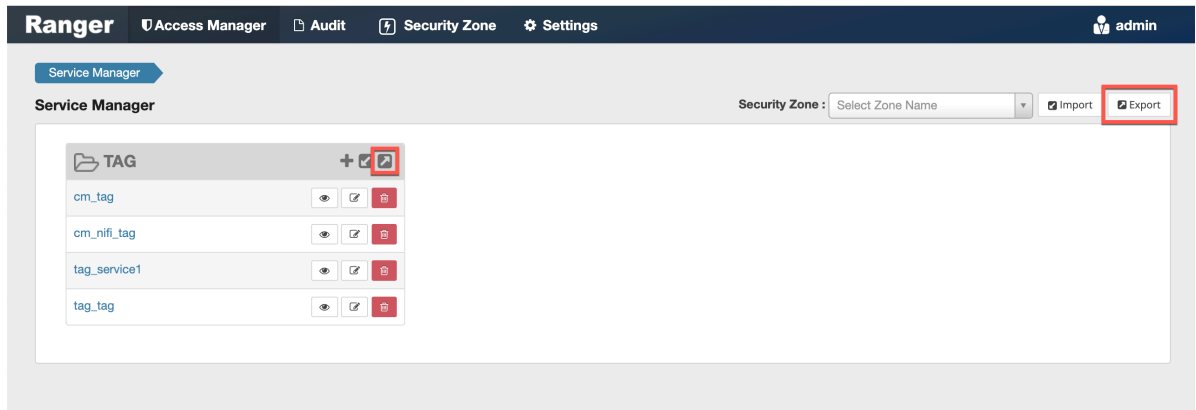 Ranger Access Manager Audit Security Zone Settings admin
Service Manager
Service Manager Security Zone : Select Zone Name Import Export
TAG
cm_tag
cm_nifi_tag
tag_service1
tag_tag